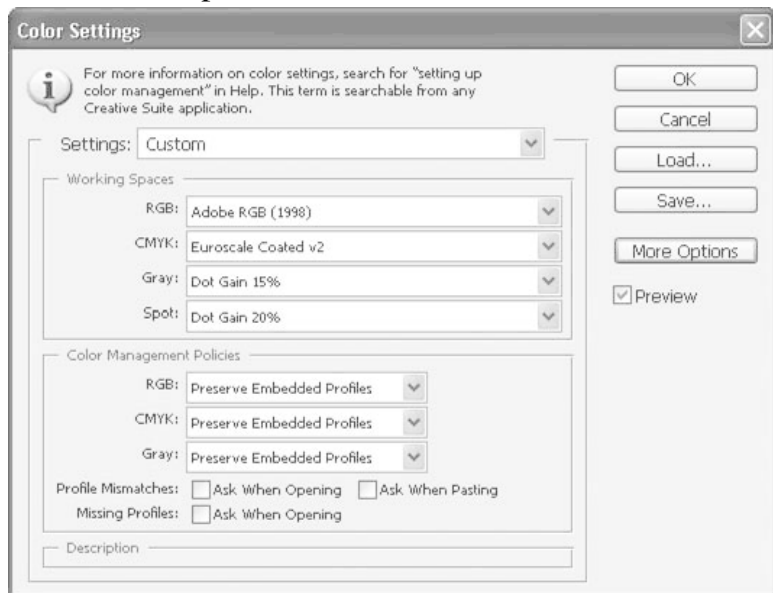 Color Settings
For more information on color settings, search for “setting up
color management” in Help. This term is searchable from any
Creative Suite application.
Settings: Custom
Working Spaces
RGB: Adobe RGB (1998)
CMYK: Euroscale Coated v2
Gray: Dot Gain 15%
Spot: Dot Gain 20%
Color Management Policies
RGB: Preserve Embedded Profiles
CMYK: Preserve Embedded Profiles
Gray: Preserve Embedded Profiles
Profile Mismatches: Ask When Opening Ask When Pasting
Missing Profiles: Ask When Opening
Description
OK
Cancel
Load...
Save...
More Options
Preview